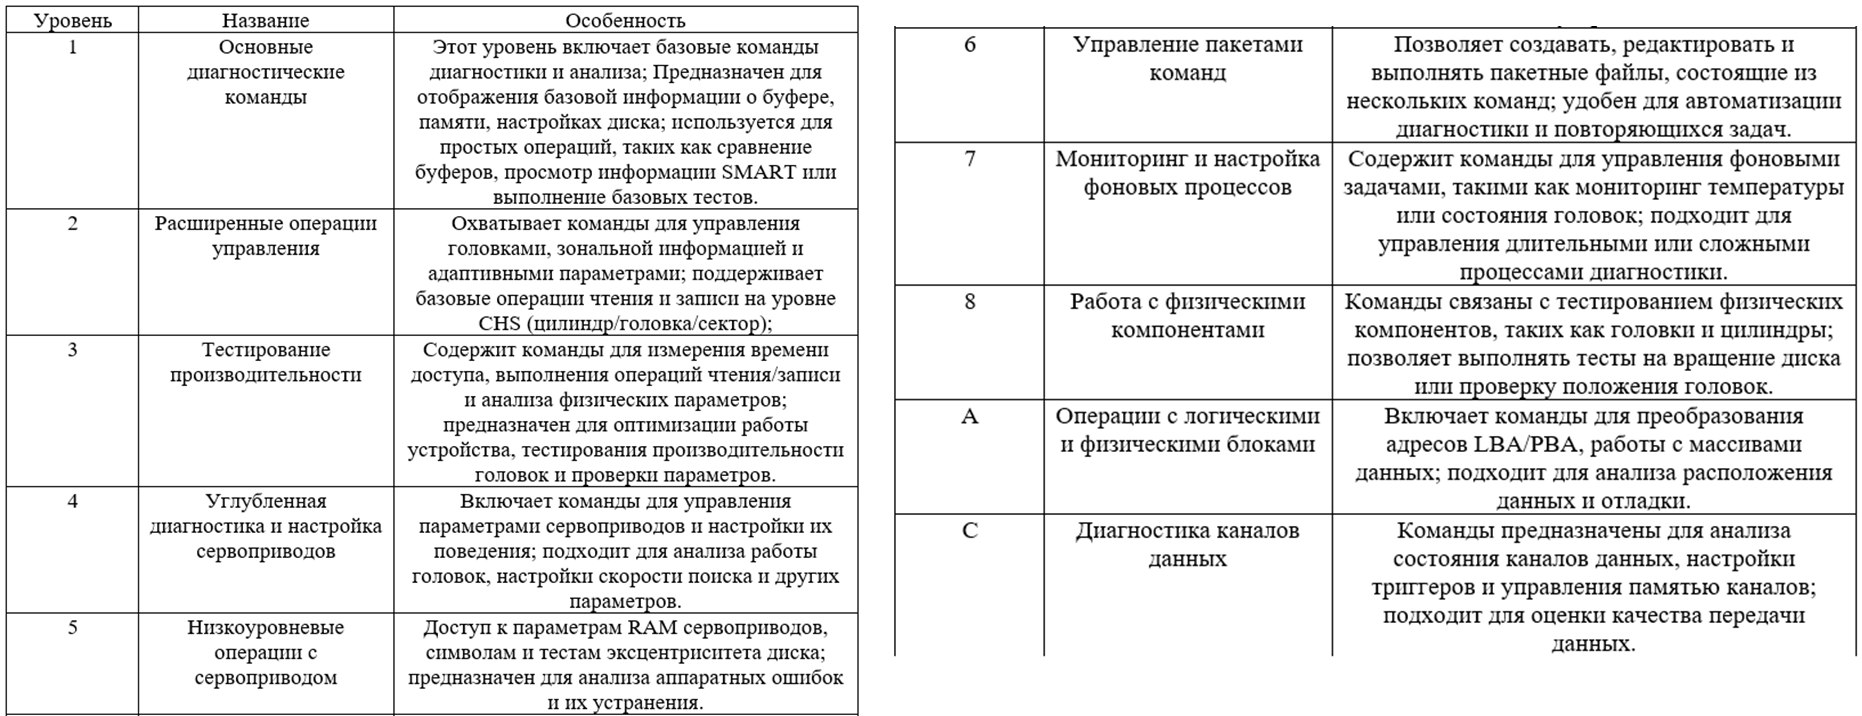 Уровень
Название
Особенность
1
Основные
диагностические
команды
Этот уровень включает базовые команды
диагностики и анализа; Предназначен для
отображения базовой информации о буфере,
памяти, настройках диска; используется для
простых операций, таких как сравнение
буферов, просмотр информации SMART или
выполнение базовых тестов.
2
Расширенные операции
управления
Охватывает команды для управления
головками, зональной информацией и
адаптивными параметрами; поддерживает
базовые операции чтения и записи на уровне
CHS (цилиндр/головка/сектор);
3
Тестирование
производительности
Содержит команды для измерения времени
доступа, выполнения операций чтения/записи
и анализа физических параметров;
предназначен для оптимизации работы
устройства, тестирования производительности
головок и проверки параметров.
4
Углубленная
диагностика и настройка
сервоприводов
Включает команды для управления
параметрами сервоприводов и настройки их
поведения; подходит для анализа работы
головок, настройки скорости поиска и других
параметров.
5
Низкоуровневые
операции с
сервоприводом
Доступ к параметрам RAM сервоприводов,
символам и тестам эксцентриситета диска;
предназначен для анализа аппаратных ошибок
и их устранения.
6
Управление пакетами
команд
Позволяет создавать, редактировать и
выполнять пакетные файлы, состоящие из
нескольких команд; удобен для автоматизации
диагностики и повторяющихся задач.
7
Мониторинг и настройка
фоновых процессов
Содержит команды для управления фоновыми
задачами, такими как мониторинг температуры
или состояния головок; подходит для
управления длительными или сложными
процессами диагностики.
8
Работа с физическими
компонентами
Команды связаны с тестированием физических
компонентов, таких как головки и цилиндры;
позволяет выполнять тесты на вращение диска
или проверку положения головок.
A
Операции с логическими
и физическими блоками
Включает команды для преобразования
адресов LBA/PBA, работы с массивами
данных; подходит для анализа расположения
данных и отладки.
C
Диагностика каналов
данных
Команды предназначены для анализа
состояния каналов данных, настройки
триггеров и управления памятью каналов;
подходит для оценки качества передачи
данных.